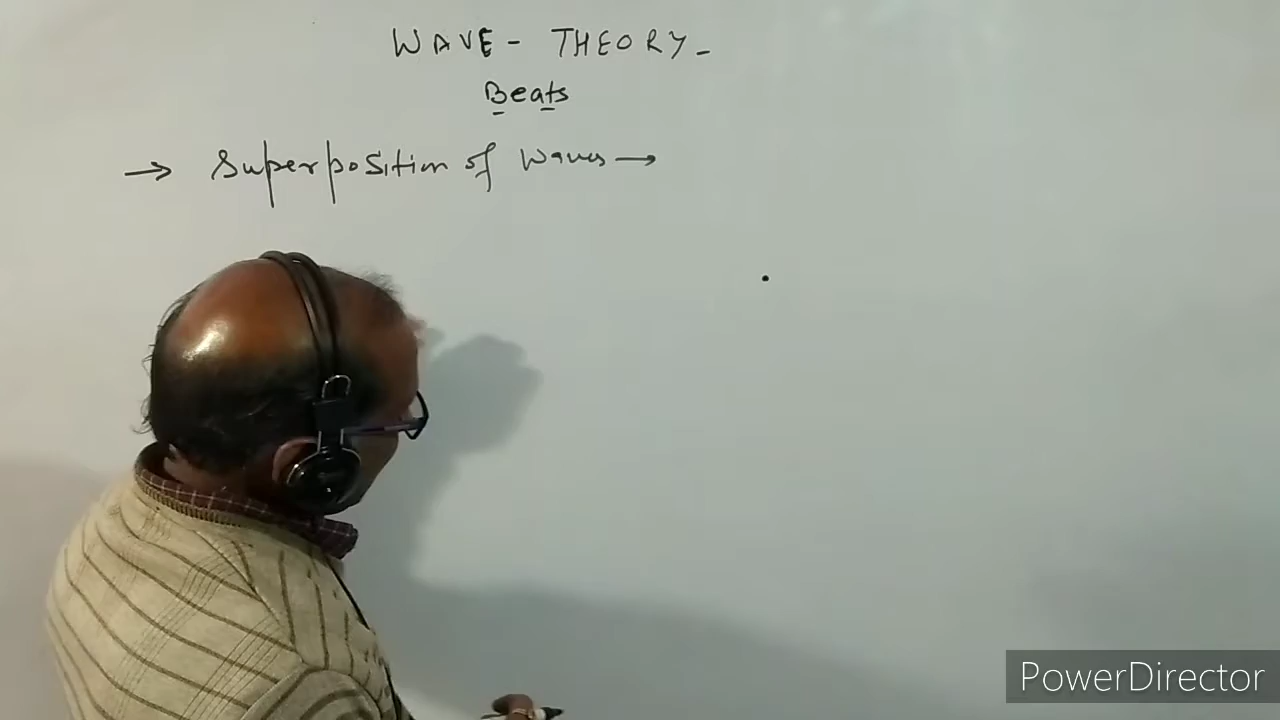 WAVE - THEORY -
Beats
→ Superposition of waves →
PowerDirector